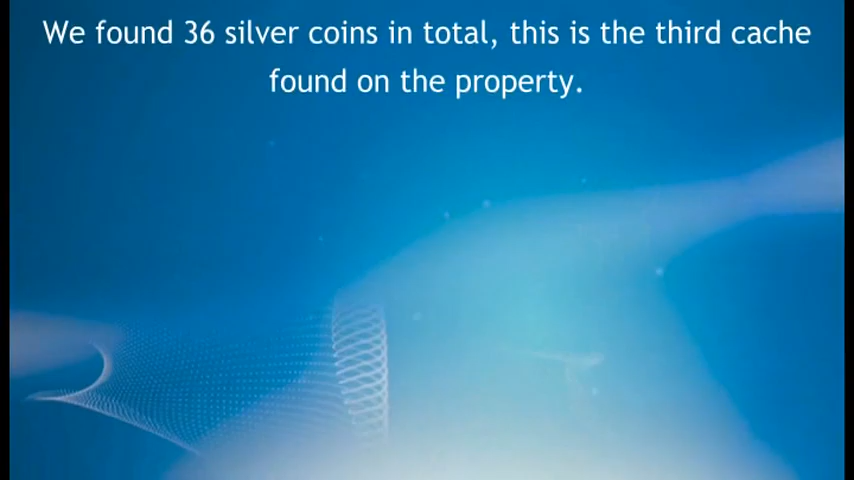 We found 36 silver coins in total, this is the third cache
found on the property.